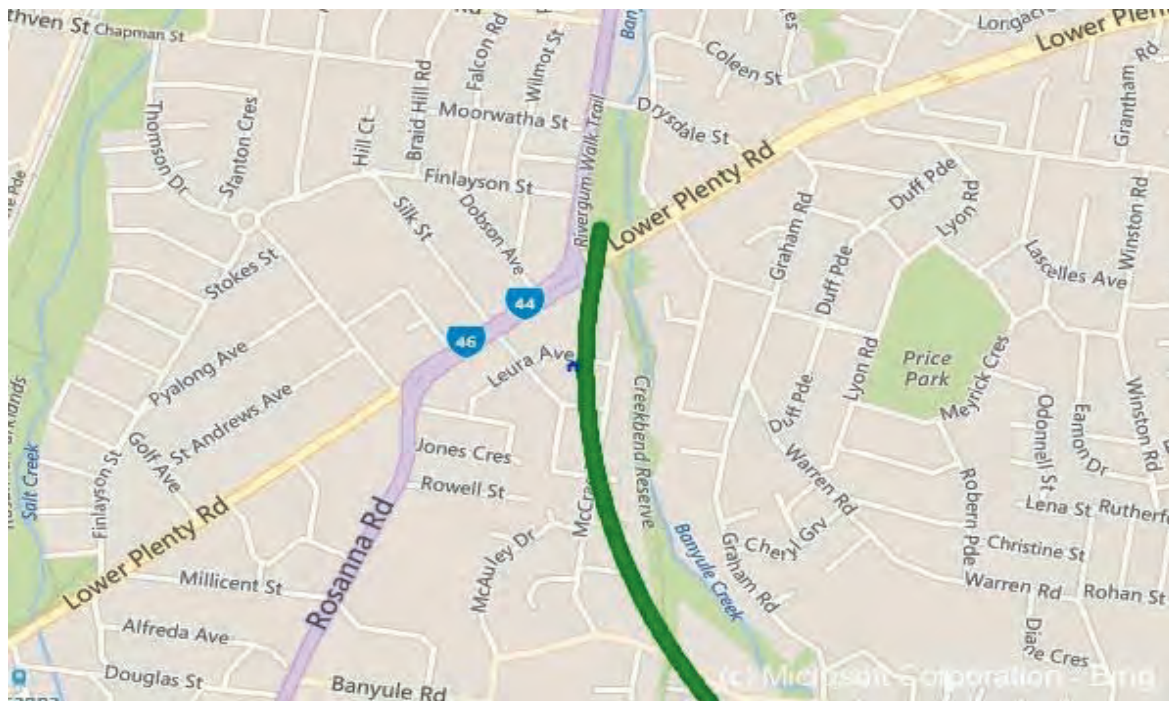 thven St
Chapman St
Falcon Rd
Wilmot St
Braid Hill Rd
Moorwatha St
Thomson Dr
Stanton Cres
Hill Ct
Finlayson St
Silk St
Dobson Ave
Rivergum Walk Trail
Drysdale St
Coleen St
Longacre
Lower Plenty Rd
Grantham Rd
Lower Plenty Rd
Duff Pde
Lyon Rd
Graham Rd
Duff Pde
Lascelles Ave
Winston Rd
Stokes St
44
46
Leura Ave
Pyalong Ave
St Andrews Ave
Golf Ave
Finlayson St
Salt Creek
Lower Plenty Rd
Rosanna Rd
Jones Cres
Rowell St
McCre
McAuley Dr
Millicent St
Alfreda Ave
Douglas St
Banyule Rd
Creekbend Reserve
Banyule Creek
Lyon Rd
Price
Park
Meyrick Cres
Duff Pde
Warren Rd
Cheryl Grv
Graham Rd
Odonnell St
Eamon Dr
Winston Rd
Robern Pde
Lena St
Rutherf
Christine St
Warren Rd
Rohan St
Diane Cres
(c) Microsoft Corporation - Bing